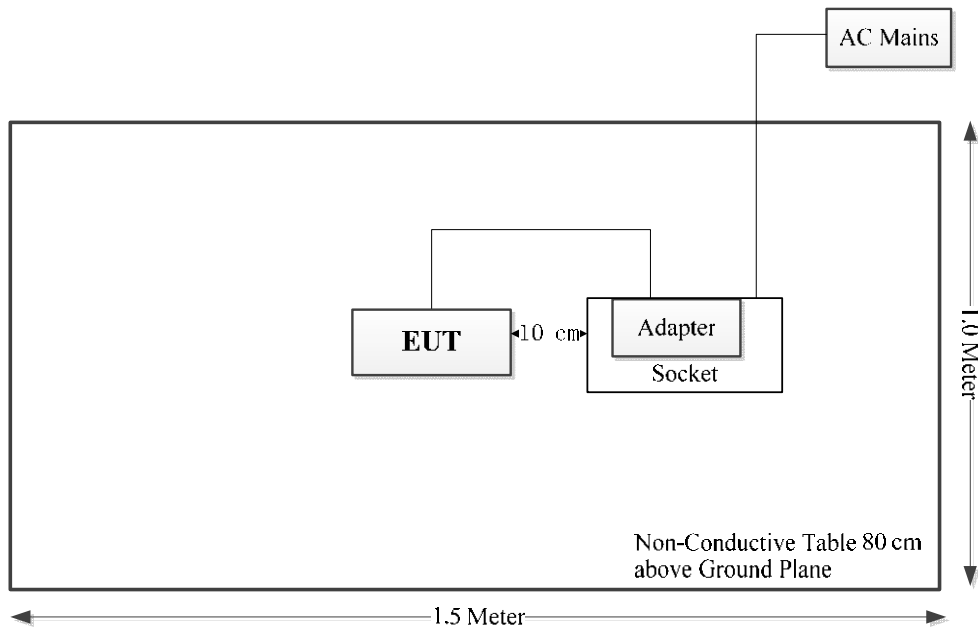 AC Mains
EUT
10 cm
Adapter
Socket
1.0 Meter
Non-Conductive Table 80 cm
above Ground Plane
1.5 Meter